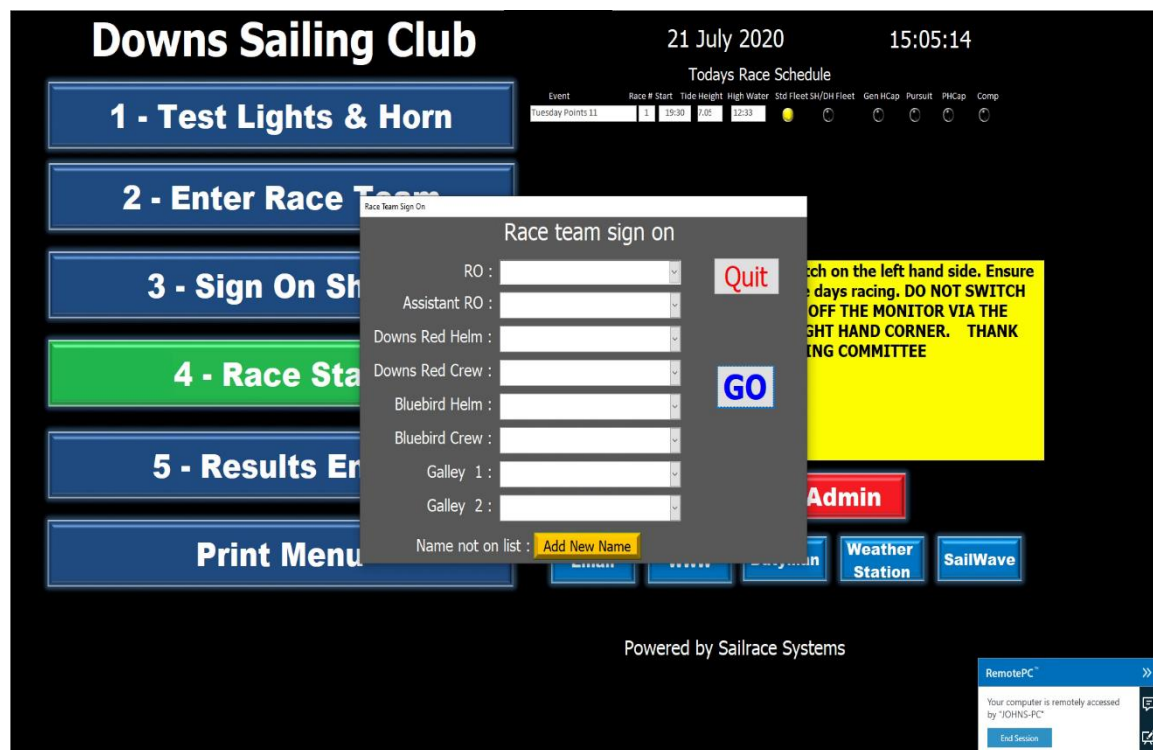 Downs Sailing Club
21 July 2020
15:05:14
Todays Race Schedule
Event Race # Start Tide Height High Water Std Fleet SH/DH Fleet Gen HCap Pursuit PHCap Comp
Tuesday Points 11 1 19:30 7.05 12:33
1 - Test Lights & Horn
2 - Enter Race Team
3 - Sign On Sh
4 - Race Sta
5 - Results En
Print Menu
Race Team Sign On
Race team sign on
RO :
Assistant RO :
Downs Red Helm :
Downs Red Crew :
Bluebird Helm :
Bluebird Crew :
Galley 1 :
Galley 2 :
Name not on list : Add New Name
Quit
GO
tch on the left hand side. Ensure
days racing. DO NOT SWITCH
OFF THE MONITOR VIA THE
GHT HAND CORNER. THANK
ING COMMITTEE
Admin
Email
www
Weather
Station
SailWave
Powered by Sailrace Systems
RemotePC™
Your computer is remotely accessed
by "JOHNS-PC"
End Session